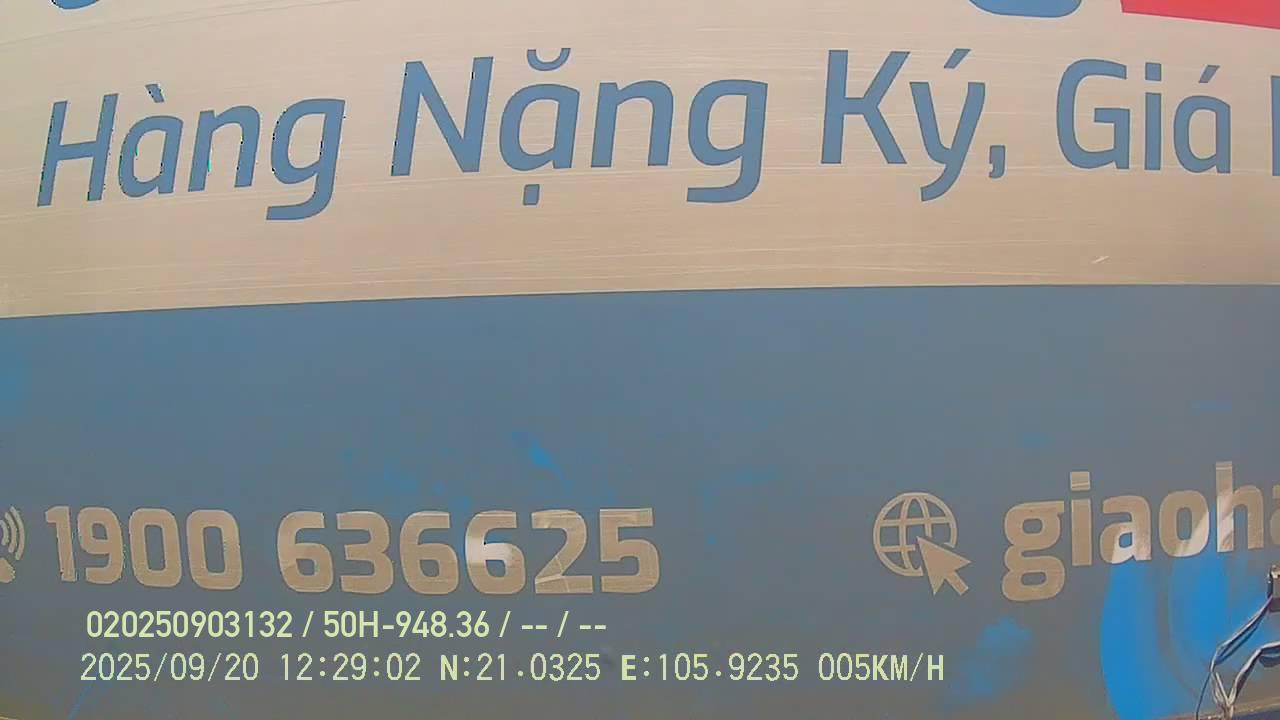 Hàng Nặng Ký, Giá
1900 636625
giaoha
020250903132 / 50H-948.36 / -- / --
2025/09/20 12:29:02 N:21.0325 E:105.9235 005KM/H